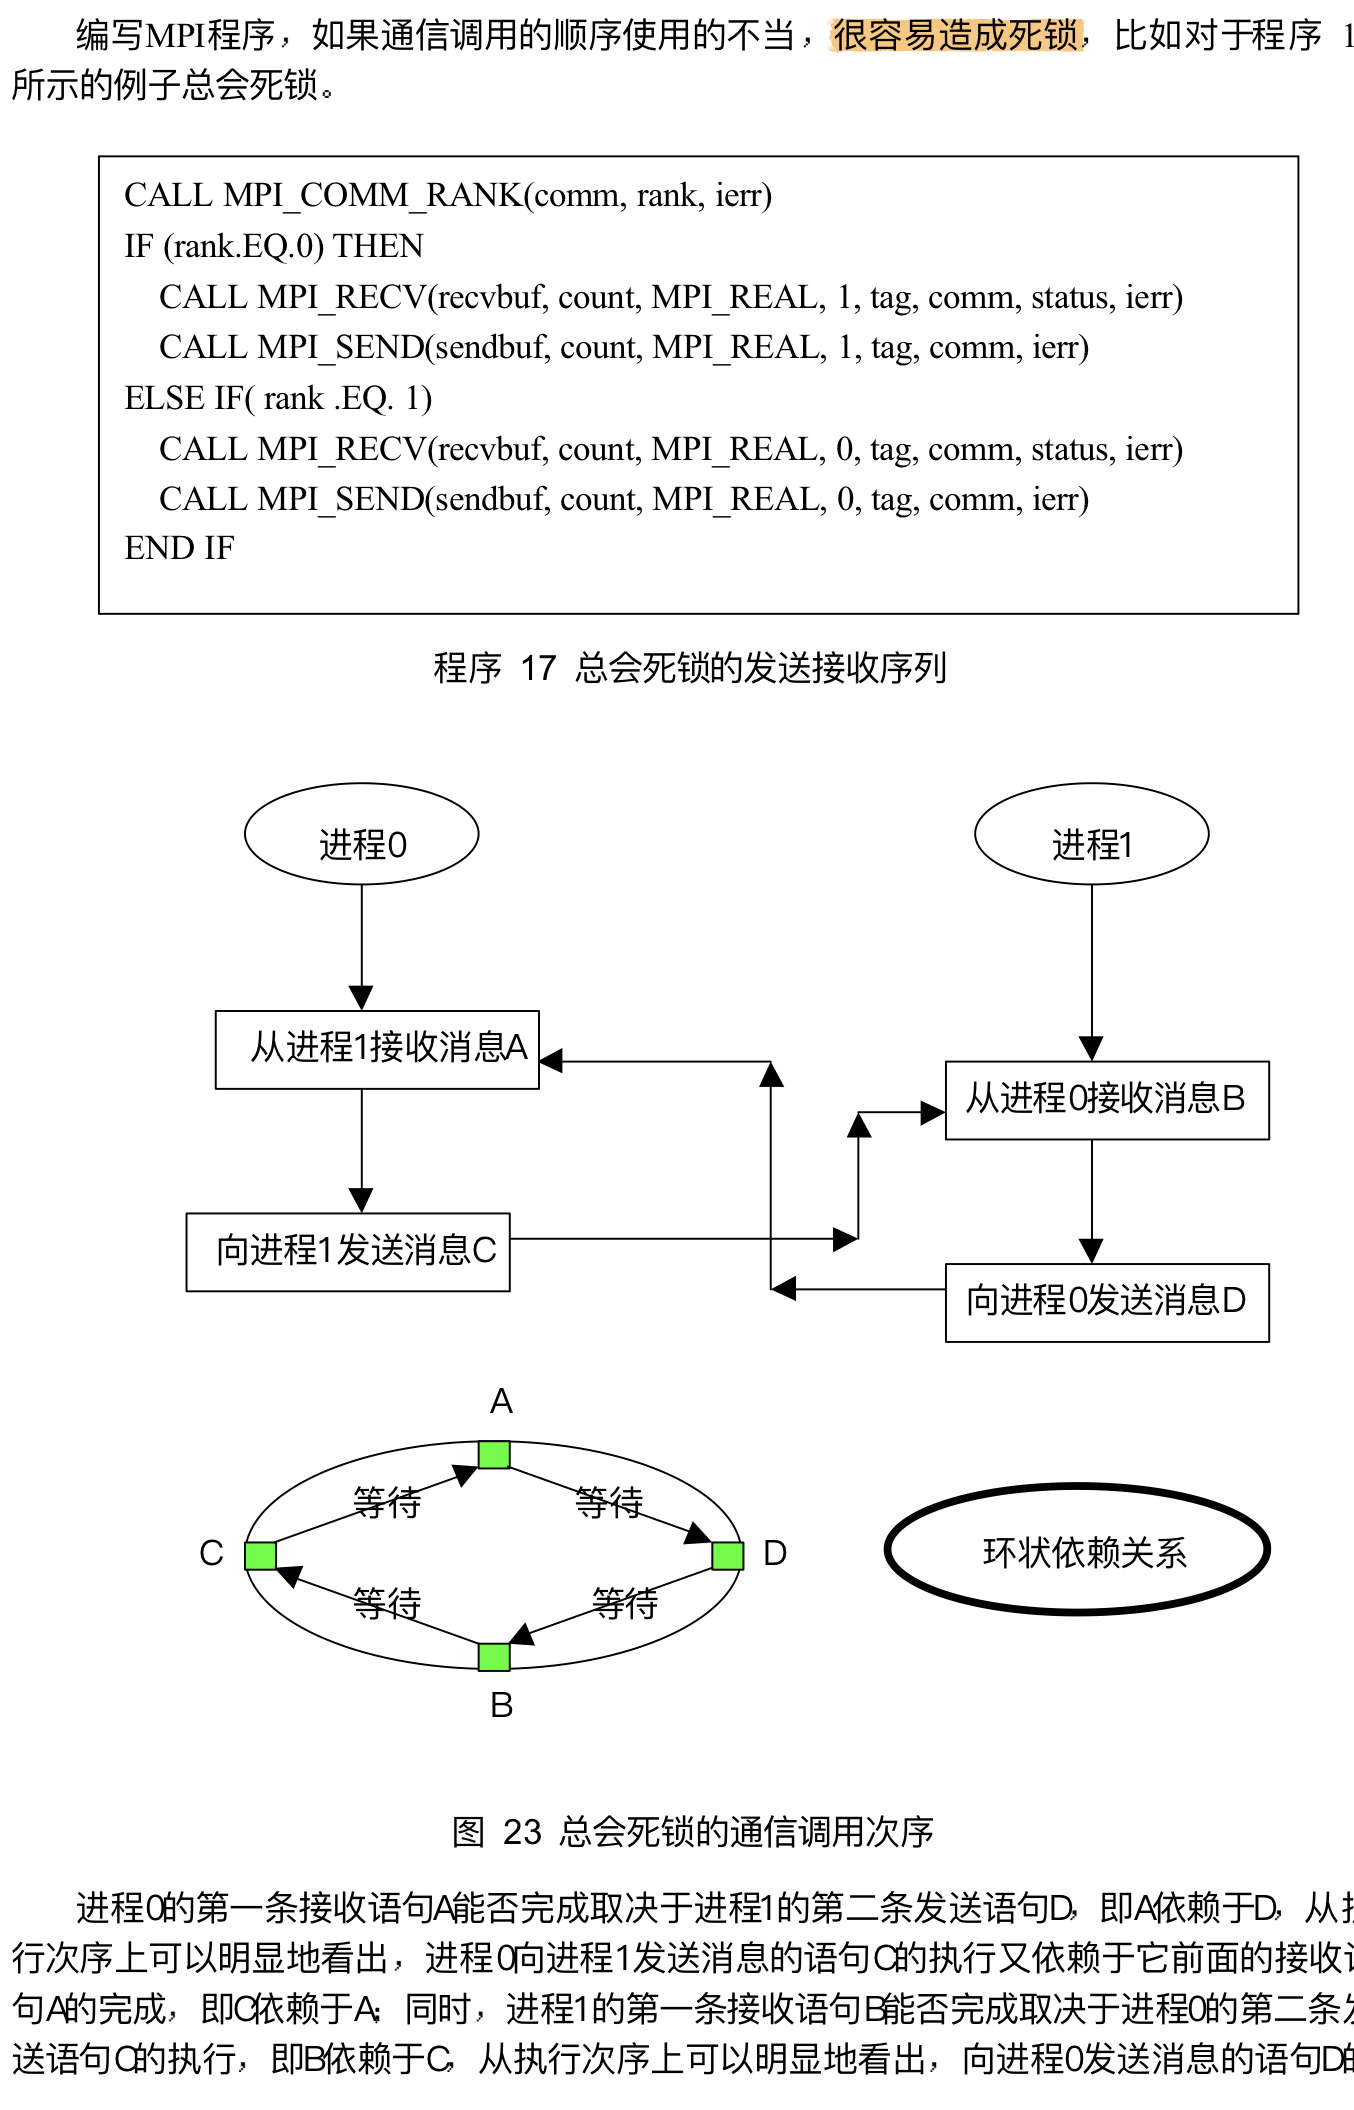 编写MPI程序，如果通信调用的顺序使用的不当，很容易造成死锁，比如对于程序 1
所示的例子总会死锁。
CALL MPI_COMM_RANK(comm, rank, ierr)
IF (rank.EQ.0) THEN
CALL MPI_RECV(recvbuf, count, MPI_REAL, 1, tag, comm, status, ierr)
CALL MPI_SEND(sendbuf, count, MPI_REAL, 1, tag, comm, ierr)
ELSE IF( rank .EQ. 1)
CALL MPI_RECV(recvbuf, count, MPI_REAL, 0, tag, comm, status, ierr)
CALL MPI_SEND(sendbuf, count, MPI_REAL, 0, tag, comm, ierr)
END IF
程序 17 总会死锁的发送接收序列
进程0
进程1
从进程1接收消息A
从进程0接收消息B
向进程1发送消息C
向进程0发送消息D
A
等待
等待
C
D
环状依赖关系
等待
等待
B
图 23 总会死锁的通信调用次序
进程0的第一条接收语句A能否完成取决于进程1的第二条发送语句D，即A依赖于D，从
行次序上可以明显地看出，进程0向进程1发送消息的语句C的执行又依赖于它前面的接收
句A的完成，即C依赖于A；同时，进程1的第一条接收语句B能否完成取决于进程0的第二条
送语句C的执行，即B依赖于C，从执行次序上可以明显地看出，向进程0发送消息的语句D